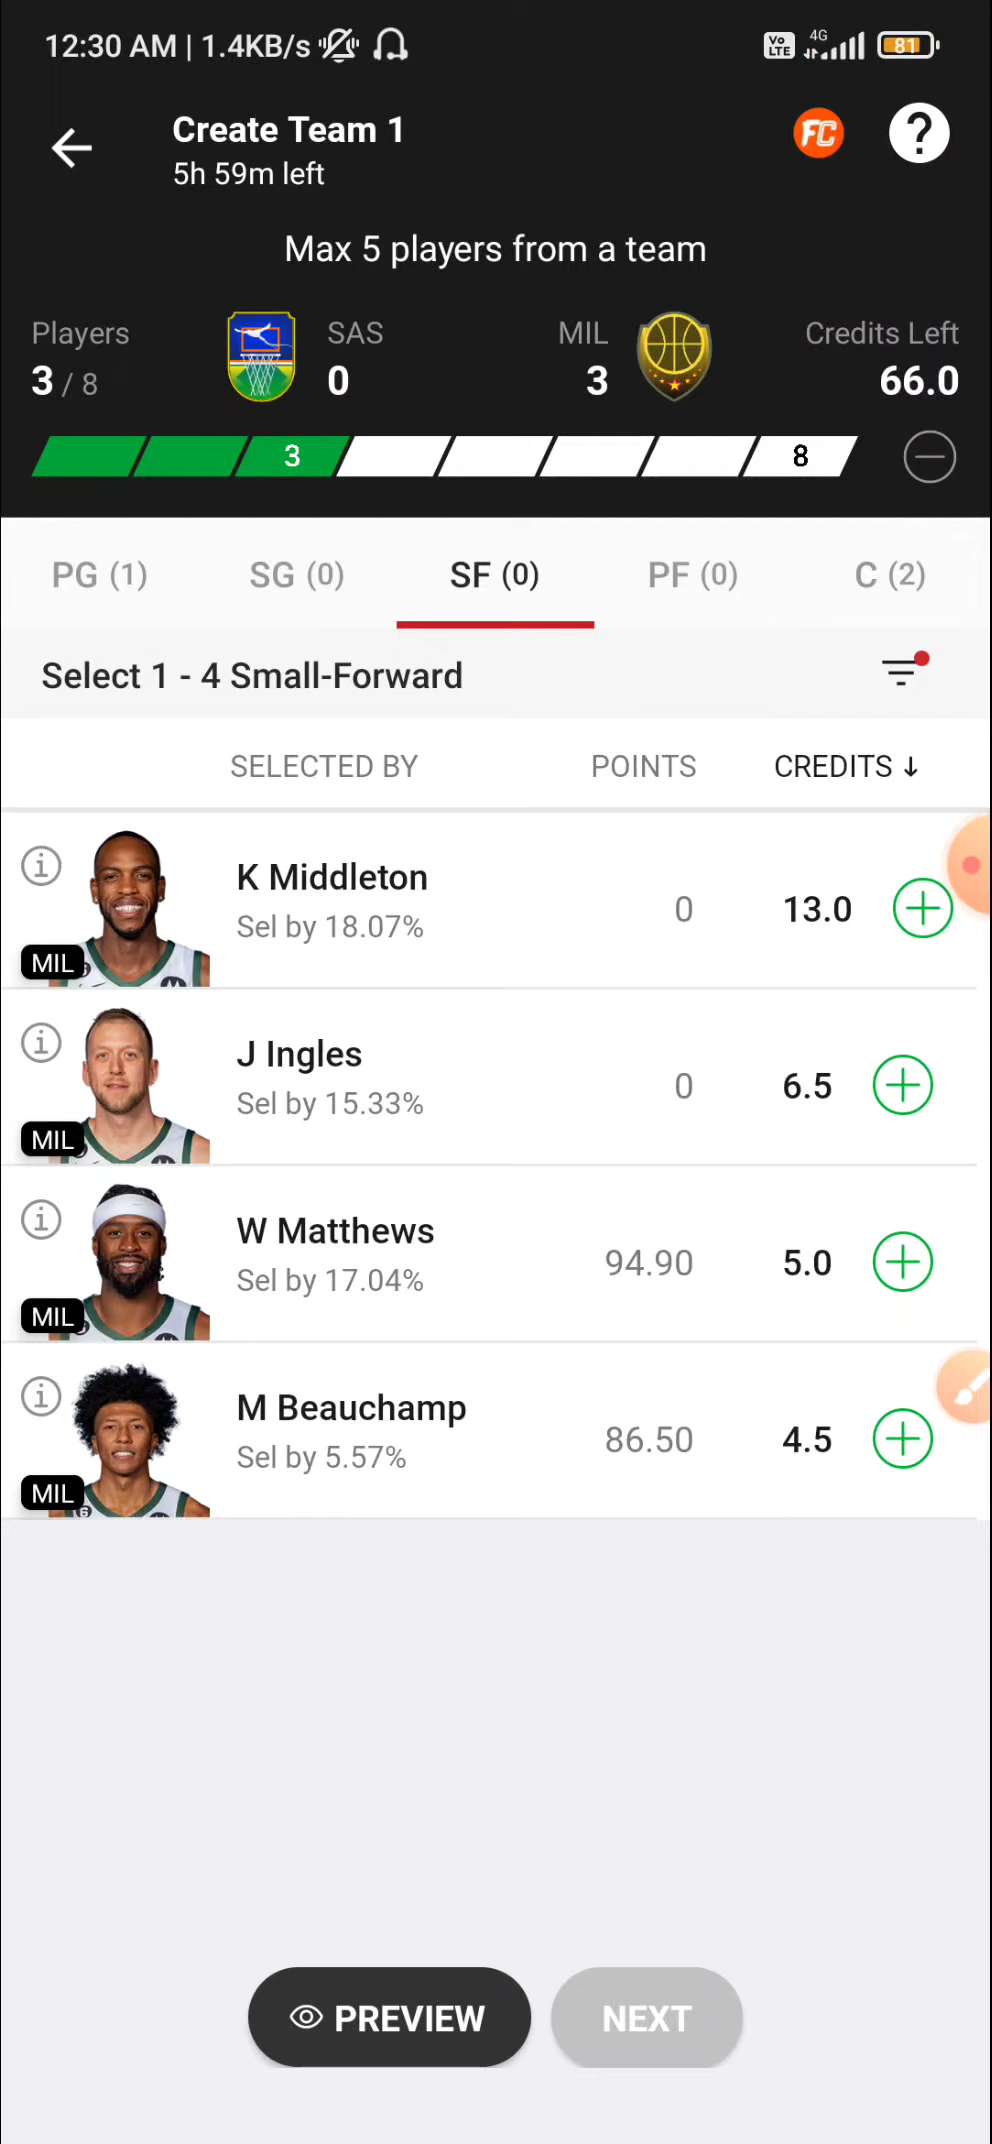 12:30 AM | 1.4KB/s Vo LTE 4G 81
Create Team 1
FC ?
5h 59m left
Max 5 players from a team
Players SAS MIL Credits Left
3 / 8 0 3 66.0
3 8
PG (1) SG (0) SF (0) PF (0) C (2)
Select 1 - 4 Small-Forward
SELECTED BY POINTS CREDITS ↓
K Middleton
Sel by 18.07% 0 13.0
MIL
J Ingles
Sel by 15.33% 0 6.5
MIL
W Matthews
Sel by 17.04% 94.90 5.0
MIL
M Beauchamp
Sel by 5.57% 86.50 4.5
MIL
PREVIEW NEXT